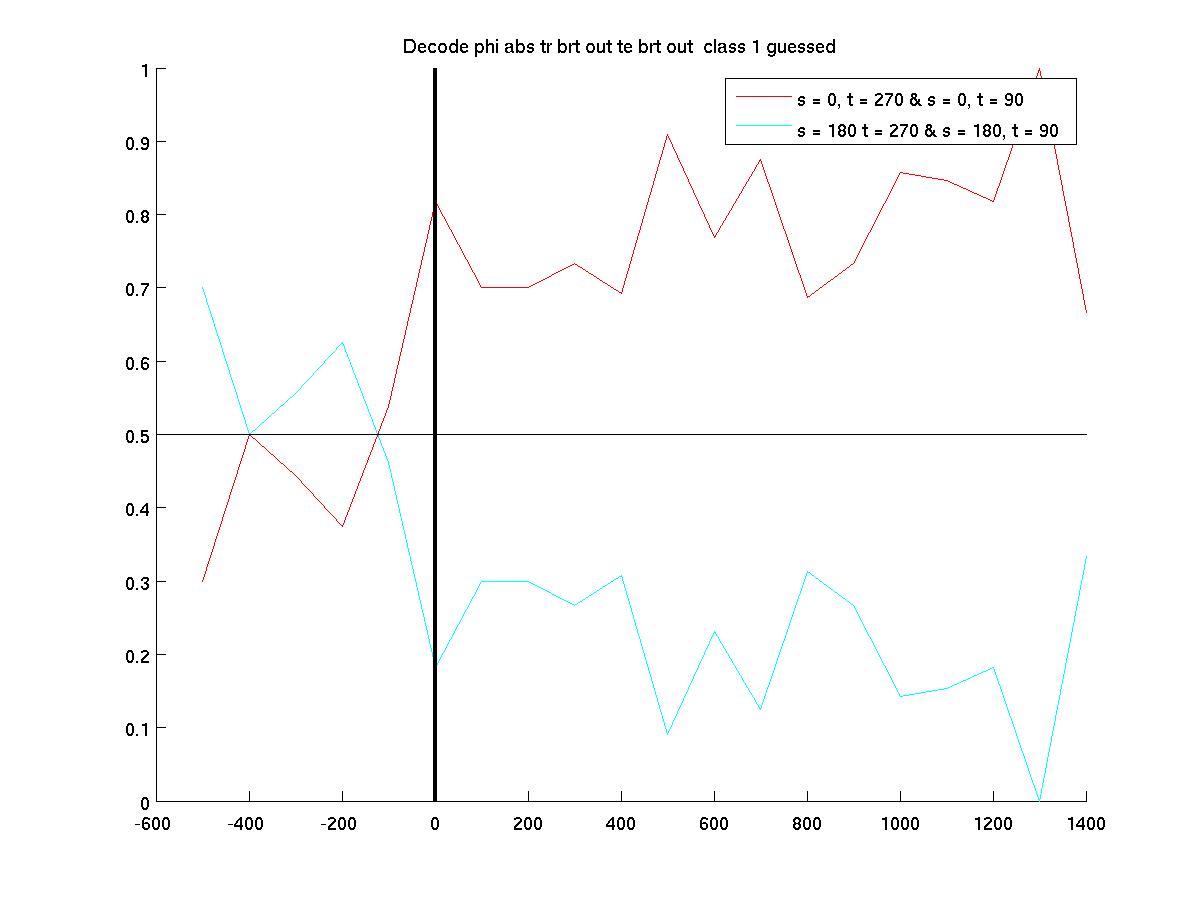 Decode phi abs tr brt out te brt out  class 1 guessed
s = 0, t = 270 & s = 0, t = 90
s = 180 t = 270 & s = 180, t = 90
1
0.9
0.8
0.7
0.6
0.5
0.4
0.3
0.2
0.1
0
-600 -400 -200 0 200 400 600 800 1000 1200 1400